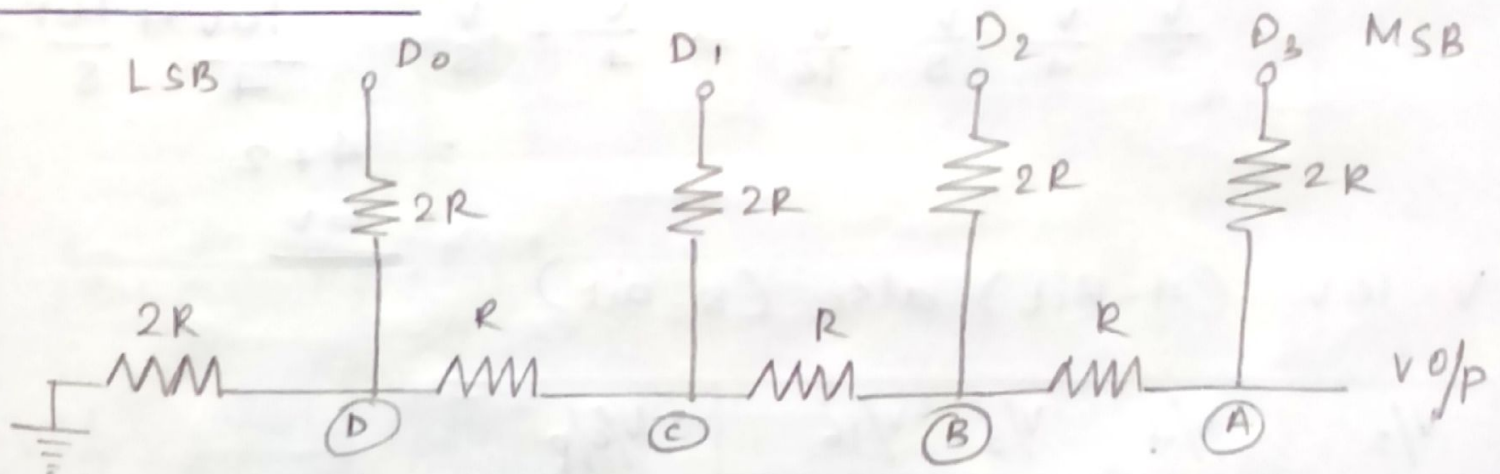 LSB D0 D1 D2 D3 MSB
2R 2R 2R 2R
2R R R R V O/P
D C B A